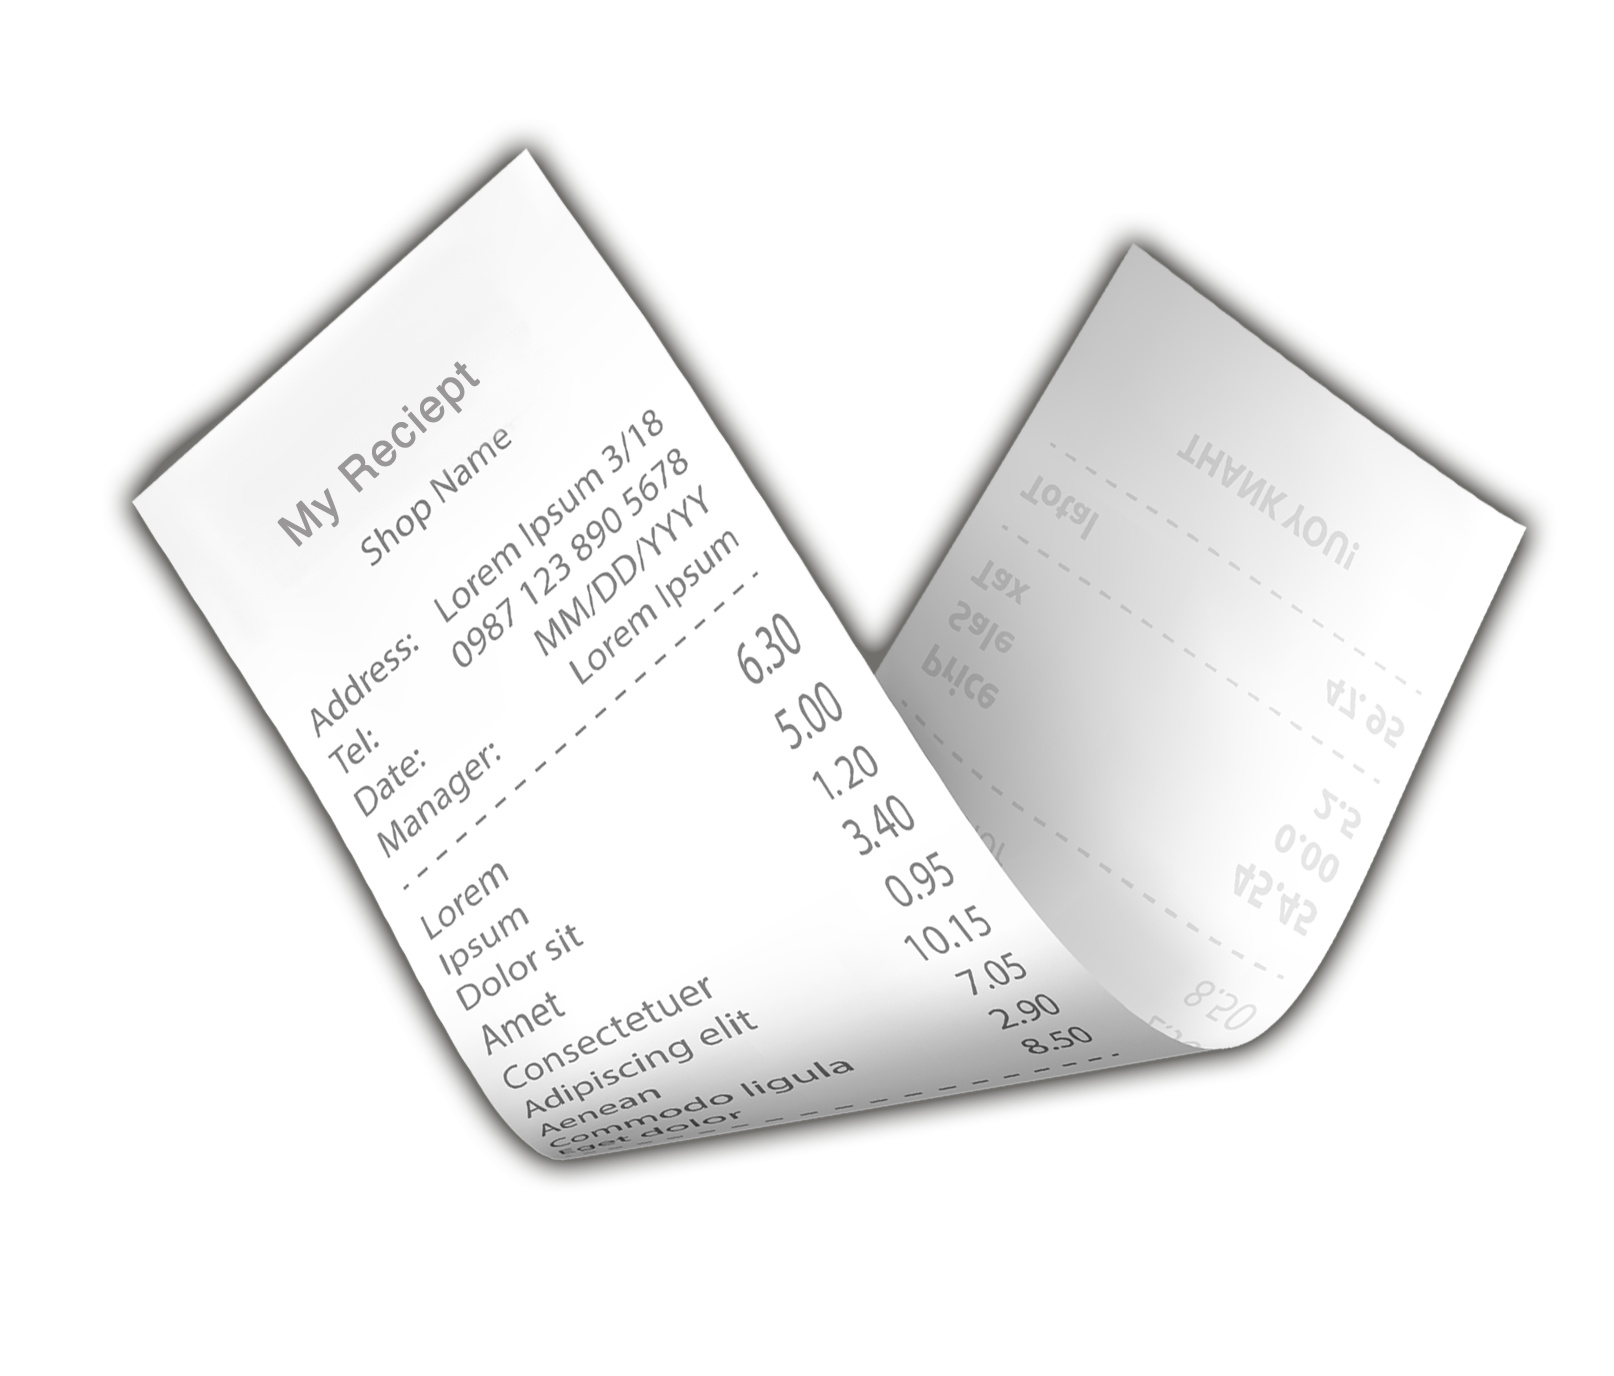 My Reciept
Shop Name
Address: Lorem Ipsum 3/18
Tel: 0987 123 890 5678
Date: MM/DD/YYYY
Manager: Lorem Ipsum
Lorem 6.30
Ipsum 5.00
Dolor sit 1.20
Amet 3.40
Consectetuer 0.95
Adipiscing elit 10.15
Aenean 7.05
Commodo ligula 2.90
Eget dolor 8.50
8.50
Price 45.45
Sale 0.00
Tax 2.5
Total 47.95
THANK YOU!